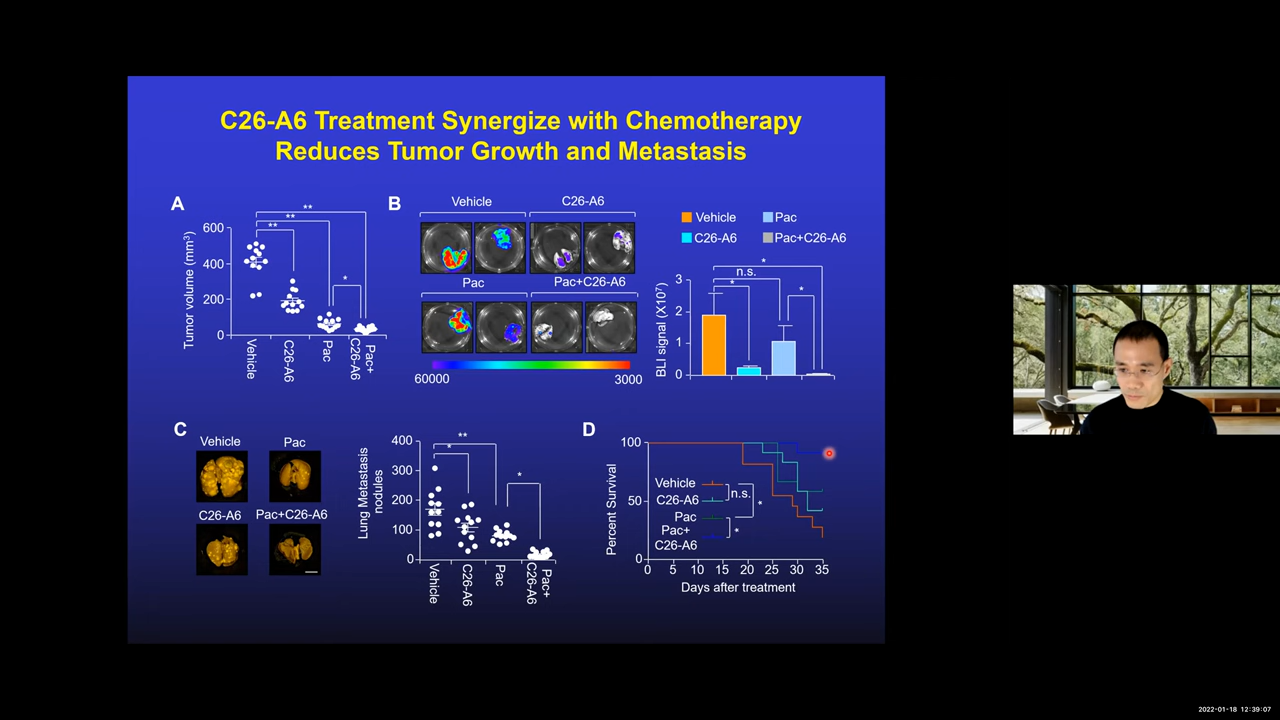 C26-A6 Treatment Synergize with Chemotherapy
Reduces Tumor Growth and Metastasis
A
Tumor volume (mm³)
600
400
200
0
**
**
**
*
Vehicle
C26-A6
Pac
Pac+
C26-A6
B
Vehicle
C26-A6
Pac
Pac+C26-A6
60000
3000
Vehicle
Pac
C26-A6
Pac+C26-A6
BLI signal (X10⁷)
3
2
1
0
*
n.s.
*
*
C
Vehicle
Pac
C26-A6
Pac+C26-A6
Lung Metastasis
nodules
400
300
200
100
0
**
*
*
Vehicle
C26-A6
Pac
Pac+
C26-A6
D
Percent Survival
100
50
0
Vehicle
C26-A6
Pac
Pac+
C26-A6
n.s.
*
*
0 5 10 15 20 25 30 35
Days after treatment
2022-01-18 12:39:07